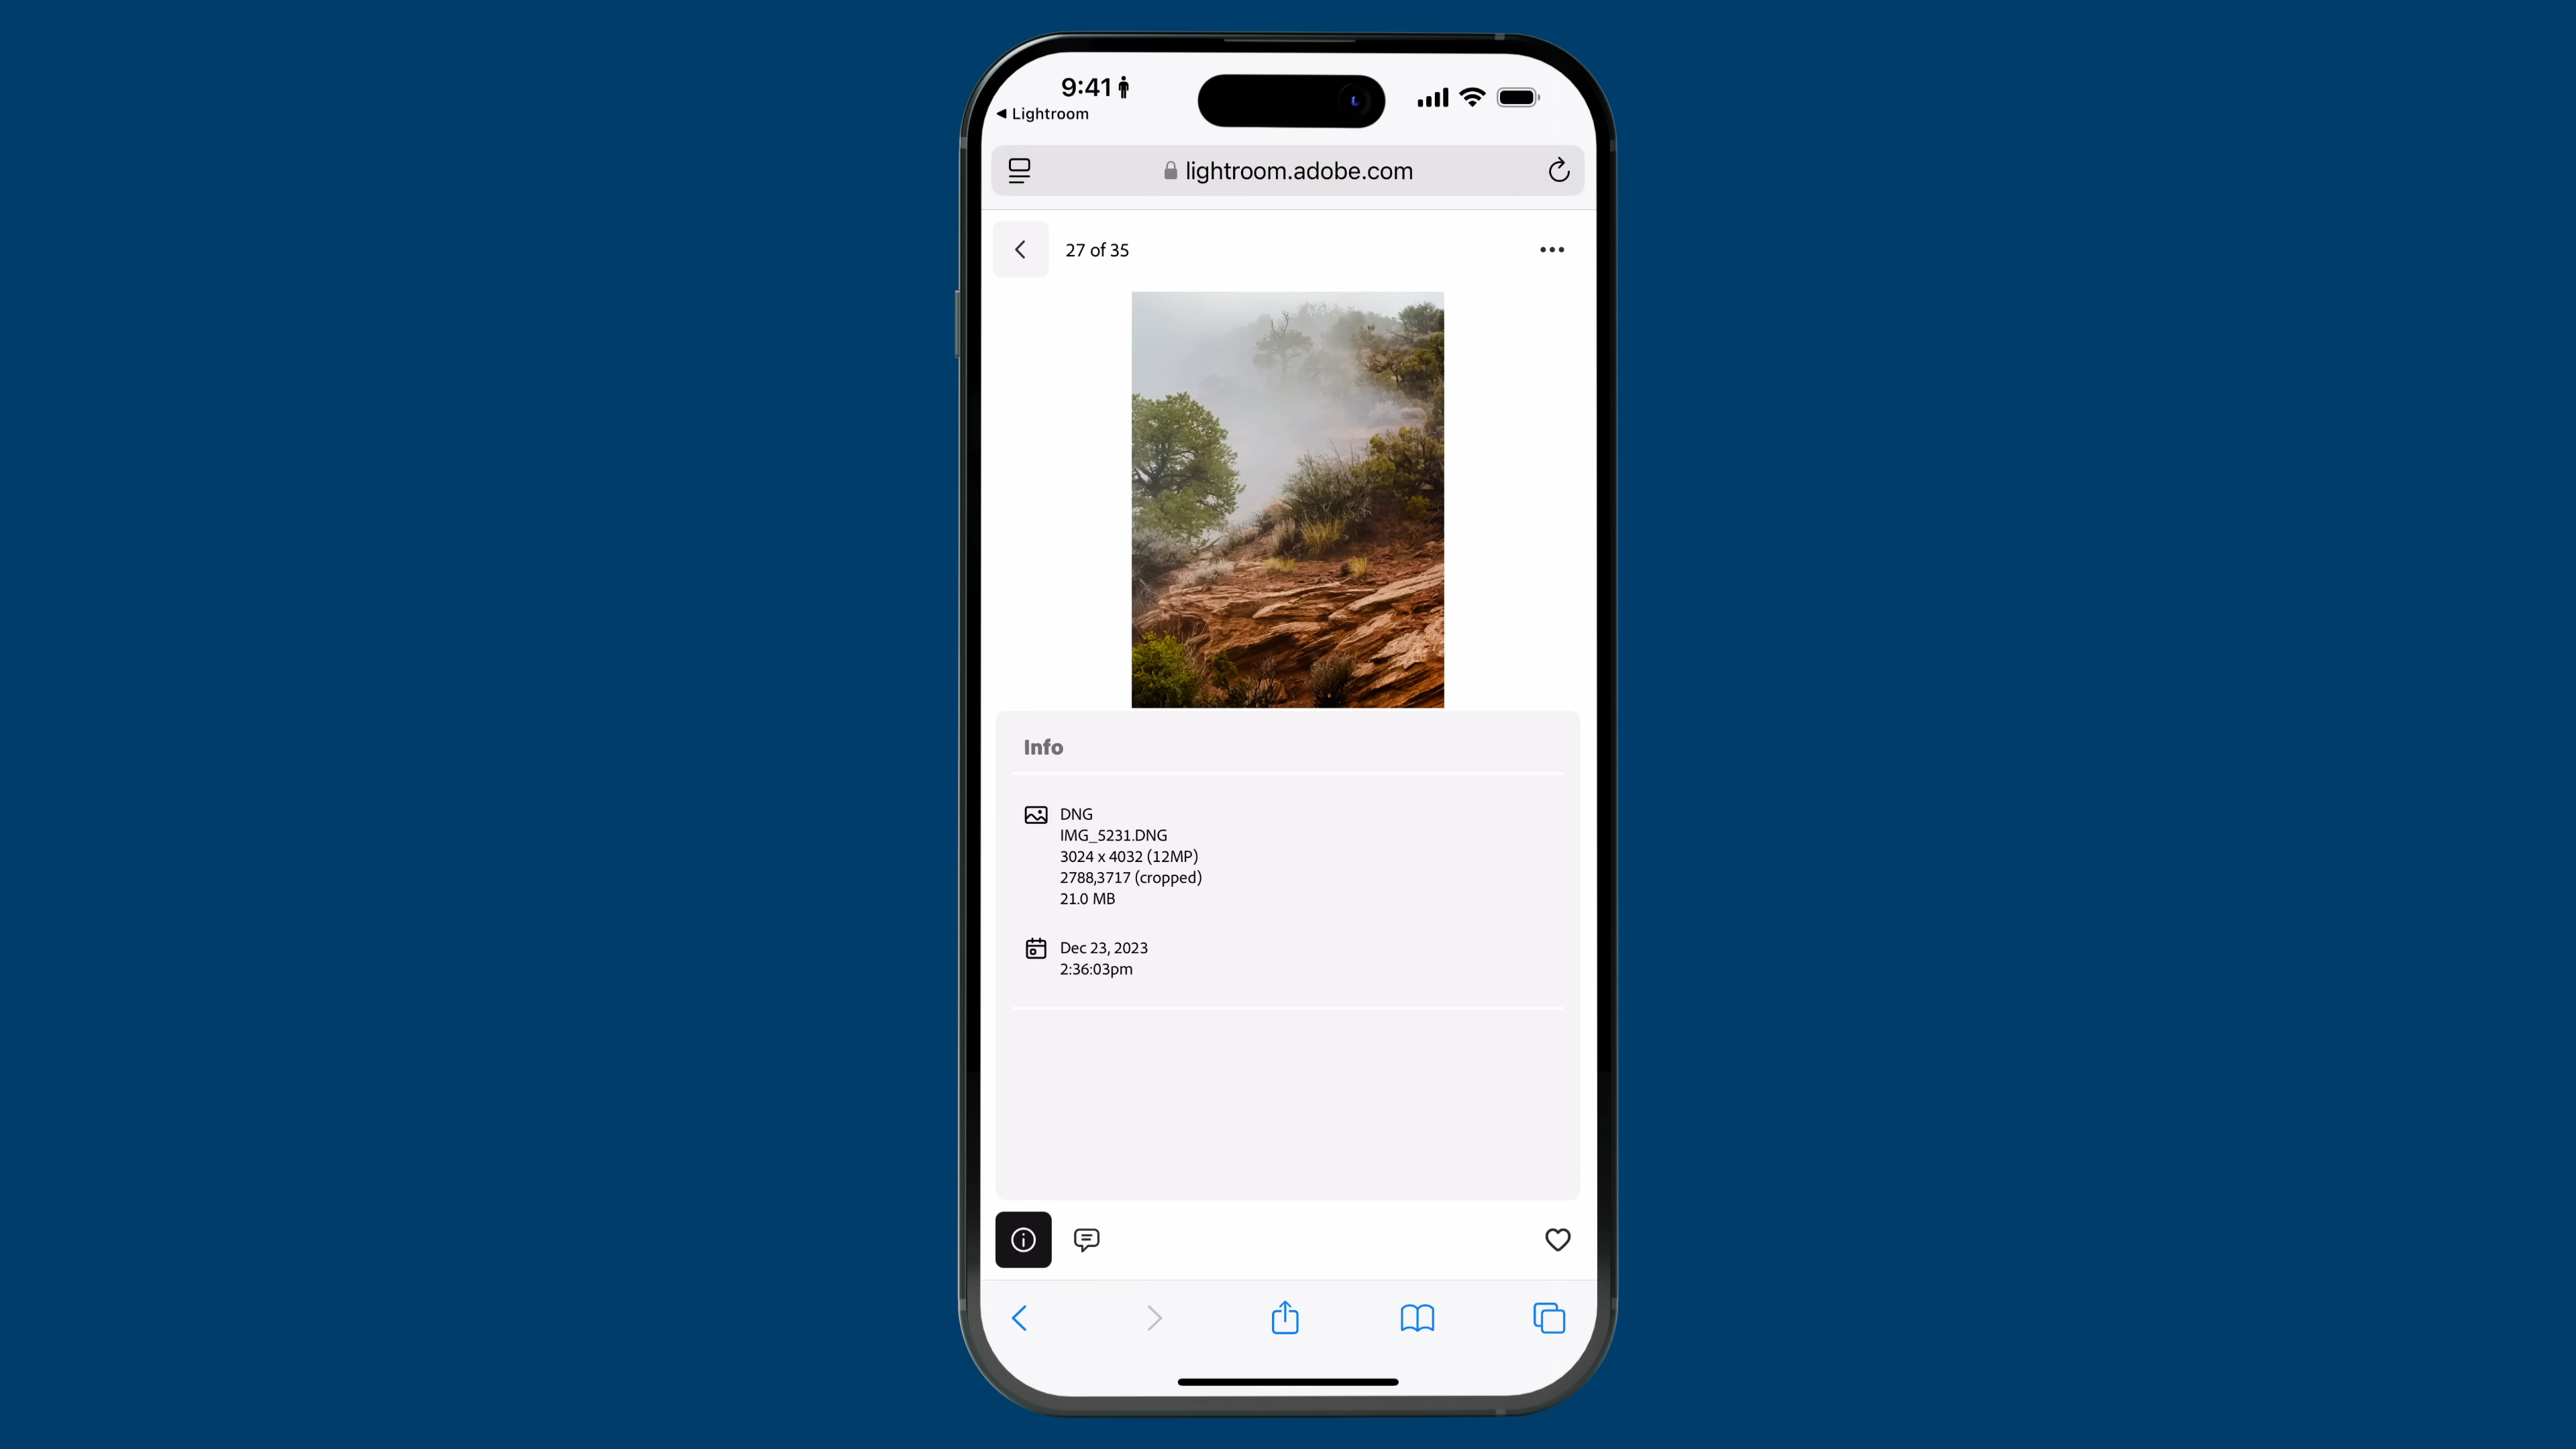 9:41
Lightroom
lightroom.adobe.com
27 of 35
Info
DNG
IMG_5231.DNG
3024 x 4032 (12MP)
2788,3717 (cropped)
21.0 MB
Dec 23, 2023
2:36:03pm